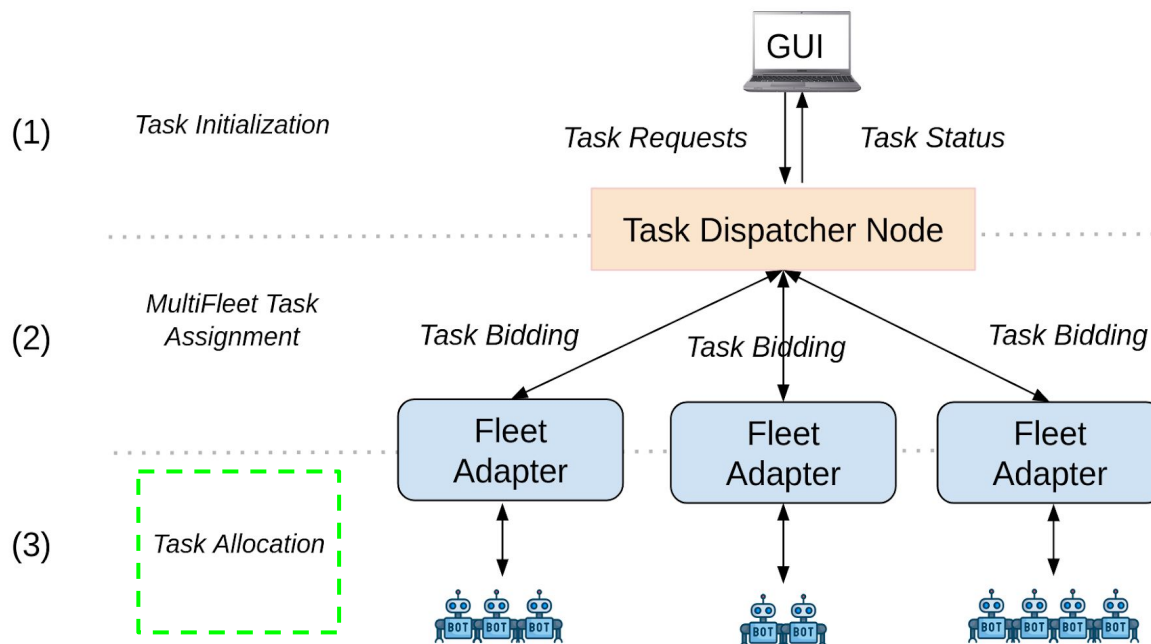 GUI
(1)
Task Initialization
Task Requests
Task Status
Task Dispatcher Node
(2)
MultiFleet Task
Assignment
Task Bidding
Task Bidding
Task Bidding
Fleet
Adapter
Fleet
Adapter
Fleet
Adapter
(3)
Task Allocation
BOT
BOT
BOT
BOT
BOT
BOT
BOT
BOT
BOT